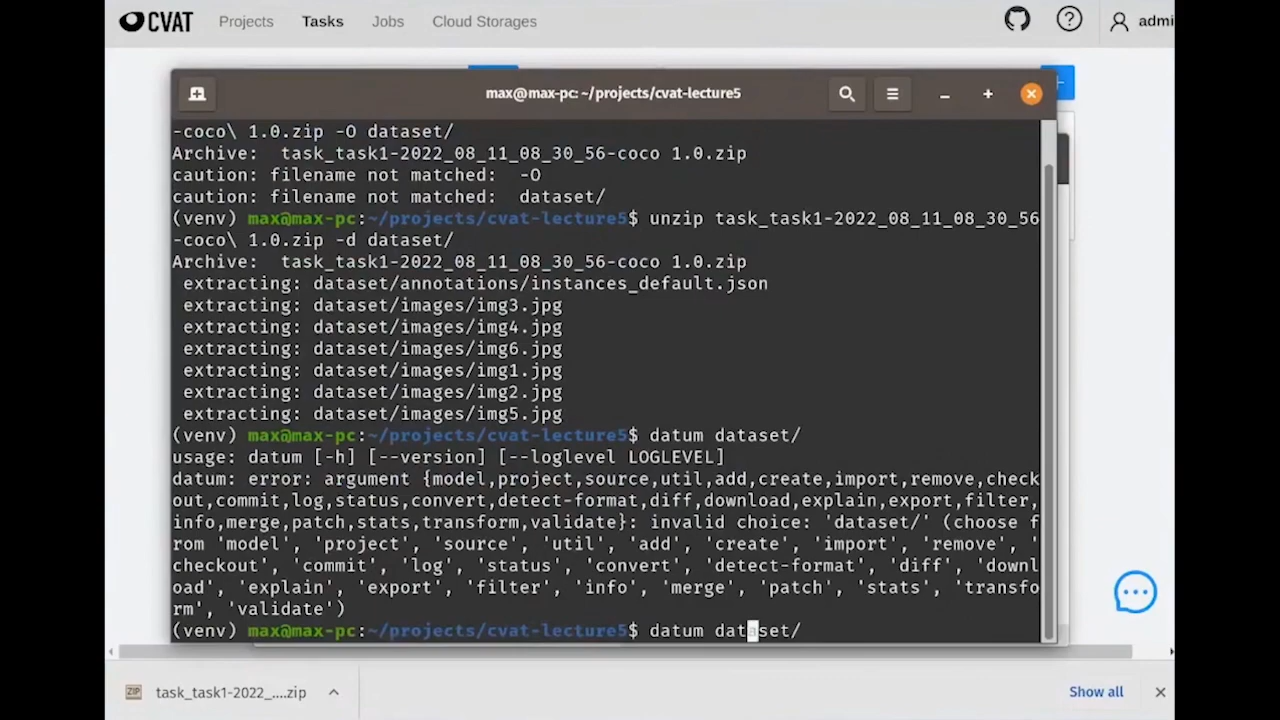 CVAT Projects Tasks Jobs Cloud Storages admi
max@max-pc: ~/projects/cvat-lecture5
-coco\ 1.0.zip -O dataset/
Archive:  task_task1-2022_08_11_08_30_56-coco 1.0.zip
caution: filename not matched:  -O
caution: filename not matched:  dataset/
(venv) max@max-pc:~/projects/cvat-lecture5$ unzip task_task1-2022_08_11_08_30_56
-coco\ 1.0.zip -d dataset/
Archive:  task_task1-2022_08_11_08_30_56-coco 1.0.zip
 extracting: dataset/annotations/instances_default.json
 extracting: dataset/images/img3.jpg
 extracting: dataset/images/img4.jpg
 extracting: dataset/images/img6.jpg
 extracting: dataset/images/img1.jpg
 extracting: dataset/images/img2.jpg
 extracting: dataset/images/img5.jpg
(venv) max@max-pc:~/projects/cvat-lecture5$ datum dataset/
usage: datum [-h] [--version] [--loglevel LOGLEVEL]
datum: error: argument {model,project,source,util,add,create,import,remove,check
out,commit,log,status,convert,detect-format,diff,download,explain,export,filter,
info,merge,patch,stats,transform,validate}: invalid choice: 'dataset/' (choose f
rom 'model', 'project', 'source', 'util', 'add', 'create', 'import', 'remove', '
checkout', 'commit', 'log', 'status', 'convert', 'detect-format', 'diff', 'downl
oad', 'explain', 'export', 'filter', 'info', 'merge', 'patch', 'stats', 'transfo
rm', 'validate')
(venv) max@max-pc:~/projects/cvat-lecture5$ datum dataset/
ZIP task_task1-2022_....zip Show all